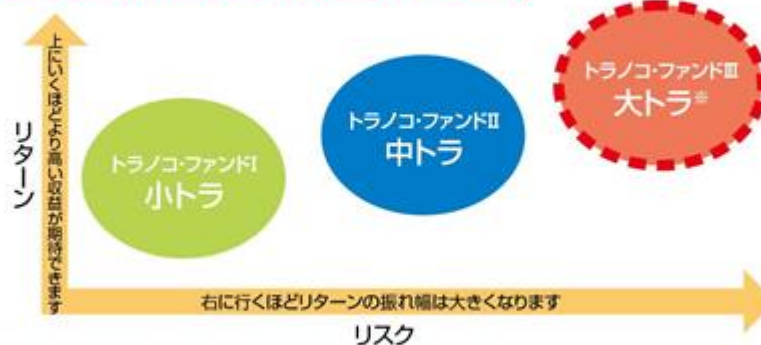 トラノコ・ファンドⅢ
大トラ※
トラノコ・ファンドⅡ
中トラ
トラノコ・ファンドⅠ
小トラ
リターン
上にいくほどより高い収益が期待できます
右に行くほどリターンの振れ幅は大きくなります
リスク